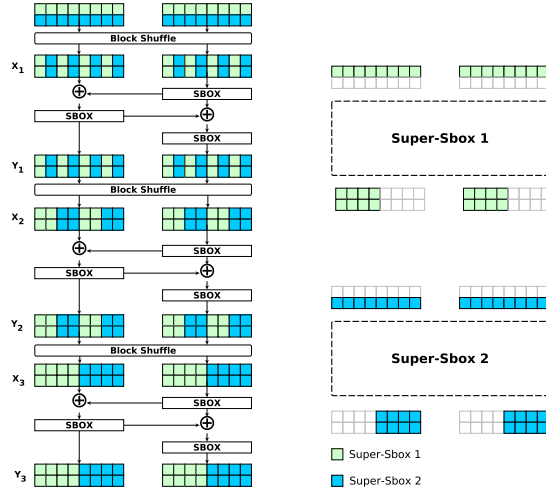 Block Shuffle
X1
SBOX
SBOX
SBOX
Y1
Block Shuffle
X2
SBOX
SBOX
SBOX
Y2
Block Shuffle
X3
SBOX
SBOX
SBOX
Y3
Super-Sbox 1
Super-Sbox 2
Super-Sbox 1
Super-Sbox 2